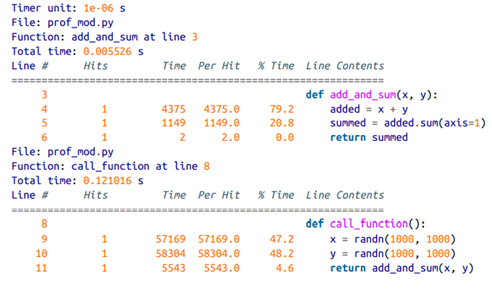 Timer unit: 1e-06 s
File: prof_mod.py
Function: add_and_sum at line 3
Total time: 0.005526 s
Line # Hits Time Per Hit % Time Line Contents
==============================================================
3 def add_and_sum(x, y):
4 1 4375 4375.0 79.2 added = x + y
5 1 1149 1149.0 20.8 summed = added.sum(axis=1)
6 1 2 2.0 0.0 return summed
File: prof_mod.py
Function: call_function at line 8
Total time: 0.121016 s
Line # Hits Time Per Hit % Time Line Contents
==============================================================
8 def call_function():
9 1 57169 57169.0 47.2 x = randn(1000, 1000)
10 1 58304 58304.0 48.2 y = randn(1000, 1000)
11 1 5543 5543.0 4.6 return add_and_sum(x, y)